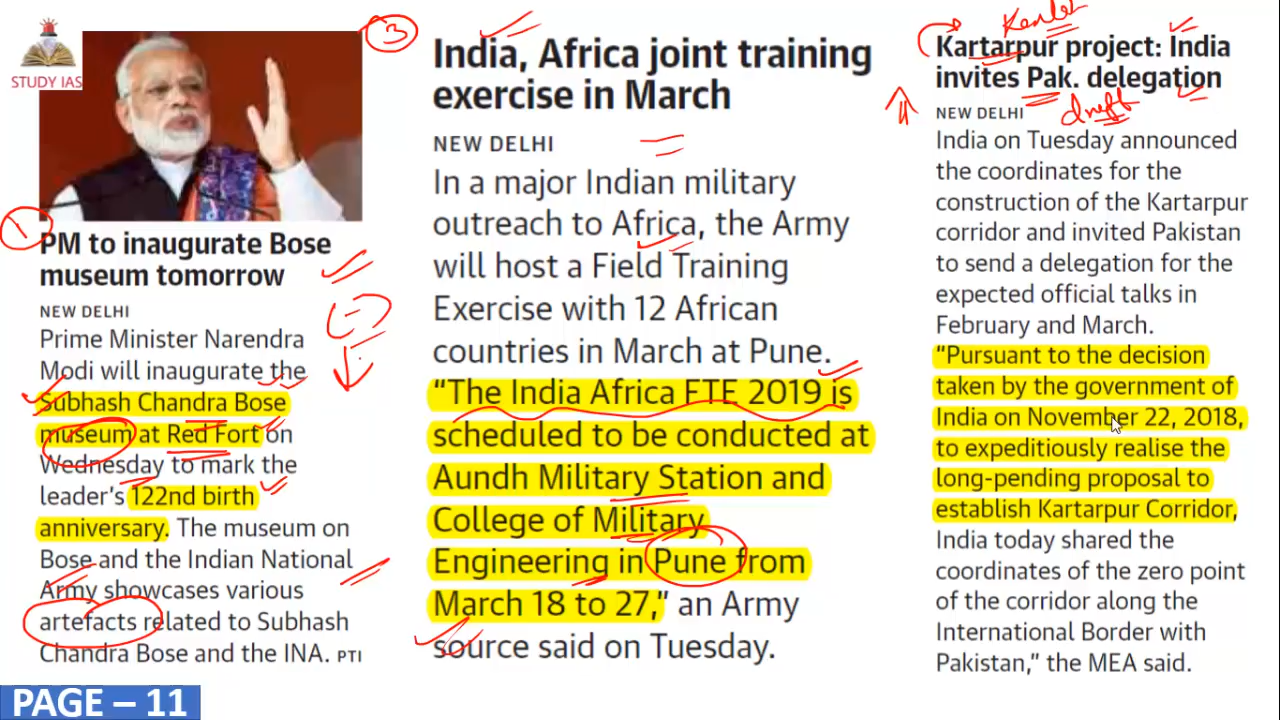 STUDY IAS
PM to inaugurate Bose
museum tomorrow
NEW DELHI
Prime Minister Narendra
Modi will inaugurate the
Subhash Chandra Bose
museum at Red Fort on
Wednesday to mark the
leader's 122nd birth
anniversary. The museum on
Bose and the Indian National
Army showcases various
artefacts related to Subhash
Chandra Bose and the INA. PTI
1
3
India, Africa joint training
exercise in March
NEW DELHI
In a major Indian military
outreach to Africa, the Army
will host a Field Training
Exercise with 12 African
countries in March at Pune.
“The India Africa FTE 2019 is
scheduled to be conducted at
Aundh Military Station and
College of Military
Engineering in Pune from
March 18 to 27,” an Army
source said on Tuesday.
Kartarpur project: India
invites Pak. delegation
draft
NEW DELHI
India on Tuesday announced
the coordinates for the
construction of the Kartarpur
corridor and invited Pakistan
to send a delegation for the
expected official talks in
February and March.
“Pursuant to the decision
taken by the government of
India on November 22, 2018,
to expeditiously realise the
long-pending proposal to
establish Kartarpur Corridor,
India today shared the
coordinates of the zero point
of the corridor along the
International Border with
Pakistan,” the MEA said.
PAGE – 11